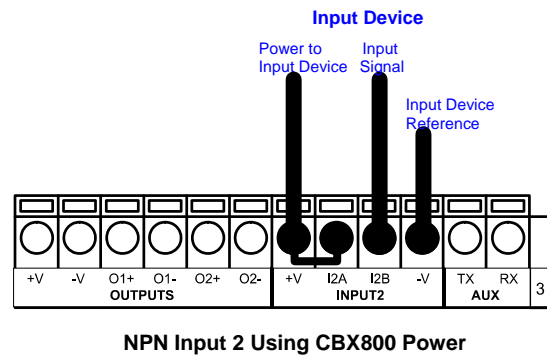 Input Device
Power to
Input Device
Input
Signal
Input Device
Reference
+V -V O1+ O1- O2+ O2- +V I2A I2B -V TX RX
OUTPUTS INPUT2 AUX 3
NPN Input 2 Using CBX800 Power